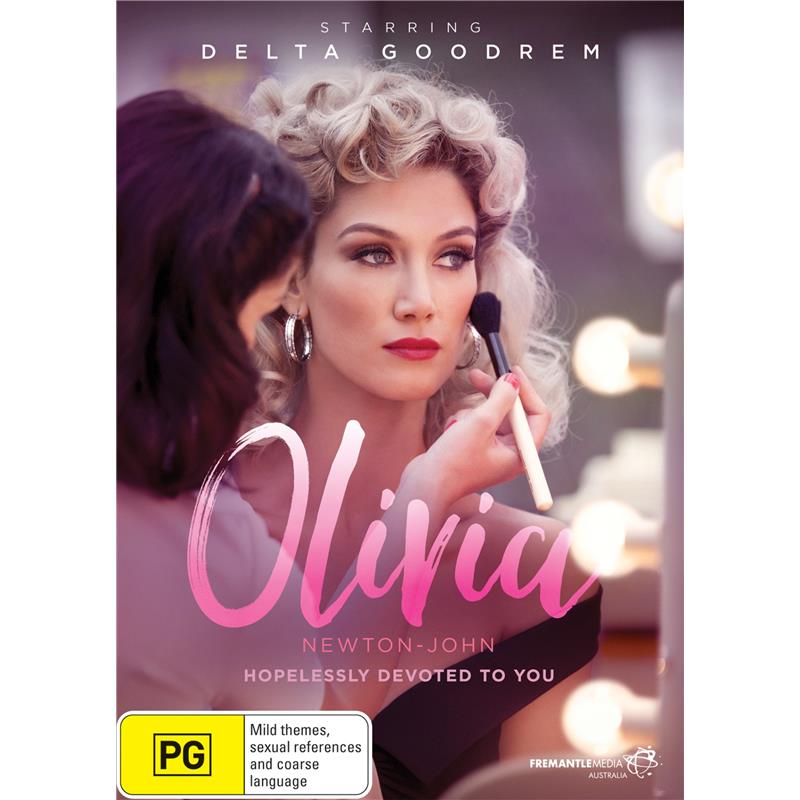 STARRING
DELTA GOODREM
Olivia
NEWTON-JOHN
HOPELESSLY DEVOTED TO YOU
PG
Mild themes,
sexual references
and coarse
language
FREMANTLEMEDIA
AUSTRALIA